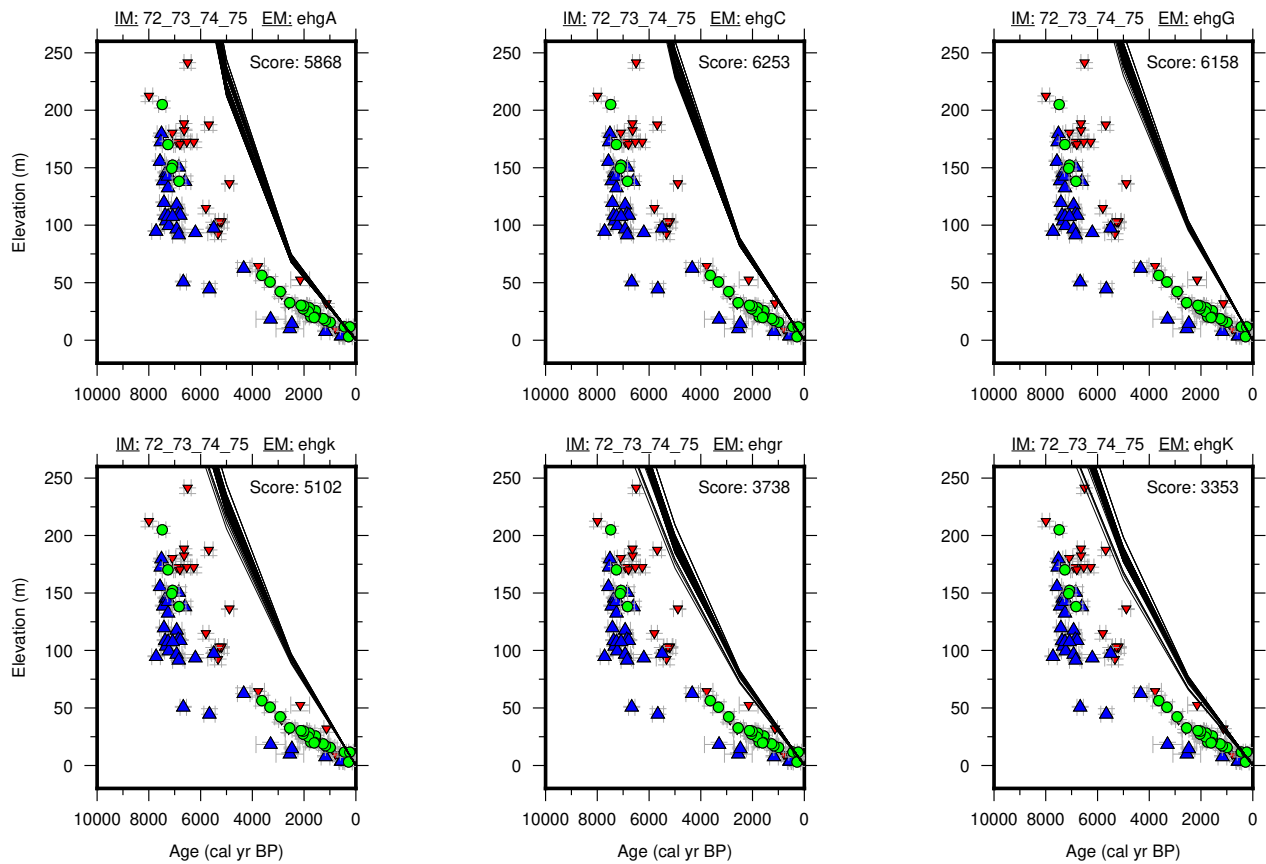 IM: 72_73_74_75 EM: ehgA
IM: 72_73_74_75 EM: ehgC
IM: 72_73_74_75 EM: ehgG
Score: 5868
Score: 6253
Score: 6158
Elevation (m)
250
200
150
100
50
0
250
200
150
100
50
0
250
200
150
100
50
0
10000 8000 6000 4000 2000 0
10000 8000 6000 4000 2000 0
10000 8000 6000 4000 2000 0
IM: 72_73_74_75 EM: ehgk
IM: 72_73_74_75 EM: ehgr
IM: 72_73_74_75 EM: ehgK
Score: 5102
Score: 3738
Score: 3353
Elevation (m)
250
200
150
100
50
0
250
200
150
100
50
0
250
200
150
100
50
0
10000 8000 6000 4000 2000 0
10000 8000 6000 4000 2000 0
10000 8000 6000 4000 2000 0
Age (cal yr BP)
Age (cal yr BP)
Age (cal yr BP)